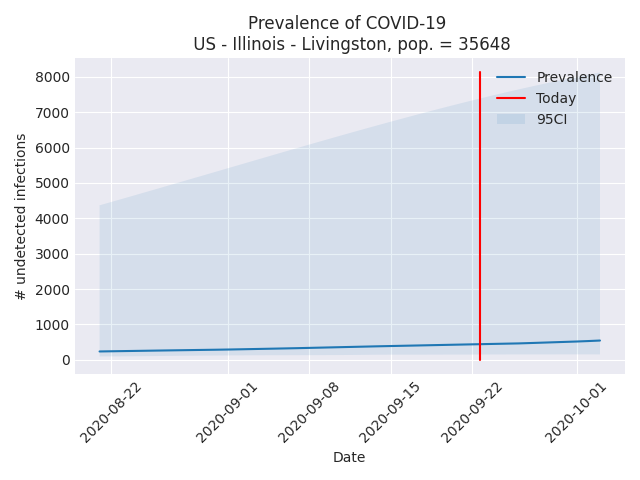 Prevalence of COVID-19
US - Illinois - Livingston, pop. = 35648
8000
7000
6000
5000
4000
3000
2000
1000
0
# undetected infections
Prevalence
Today
95CI
2020-08-22
2020-09-01
2020-09-08
2020-09-15
2020-09-22
2020-10-01
Date